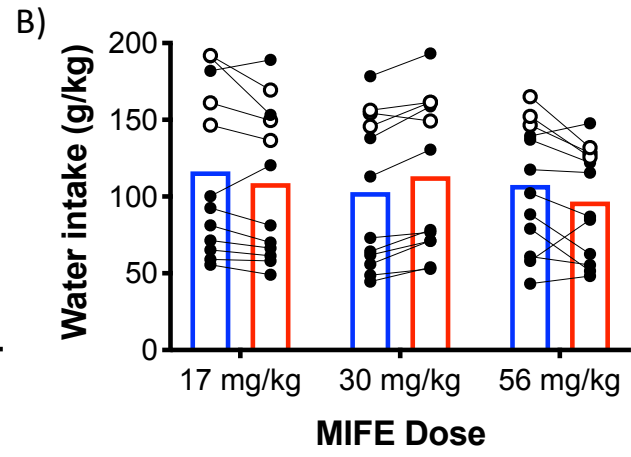 B)
Water intake (g/kg)
200
150
100
50
0
17 mg/kg 30 mg/kg 56 mg/kg
MIFE Dose